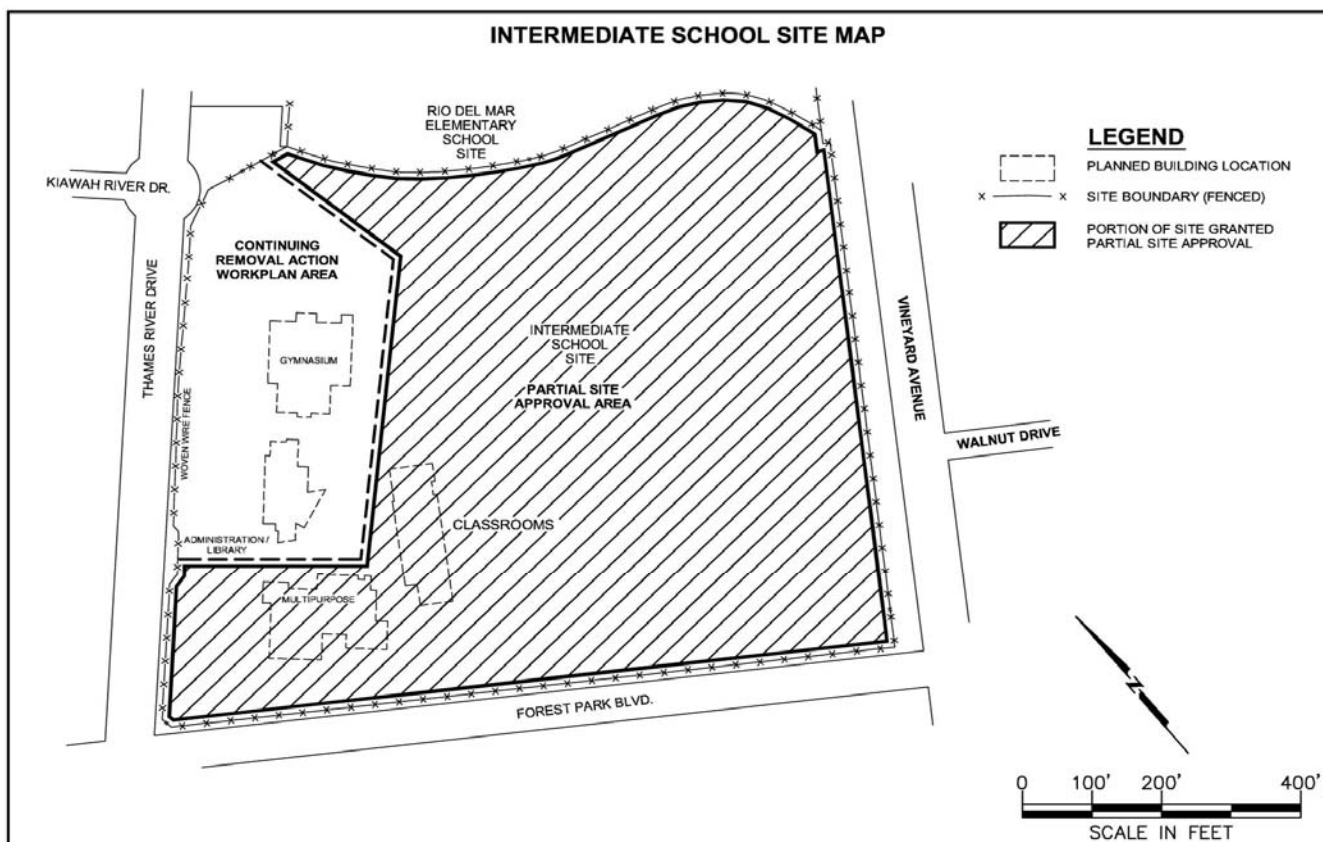 INTERMEDIATE SCHOOL SITE MAP
RIO DEL MAR
ELEMENTARY
SCHOOL
SITE
LEGEND
PLANNED BUILDING LOCATION
SITE BOUNDARY (FENCED)
PORTION OF SITE GRANTED
PARTIAL SITE APPROVAL
KIAWAH RIVER DR.
CONTINUING
REMOVAL ACTION
WORKPLAN AREA
THAMES RIVER DRIVE
WOVEN WIRE FENCE
GYMNASIUM
INTERMEDIATE
SCHOOL
SITE
PARTIAL SITE
APPROVAL AREA
VINEYARD AVENUE
WALNUT DRIVE
CLASSROOMS
ADMINISTRATION /
LIBRARY
MULTIPURPOSE
FOREST PARK BLVD.
N
0 100' 200' 400'
SCALE IN FEET